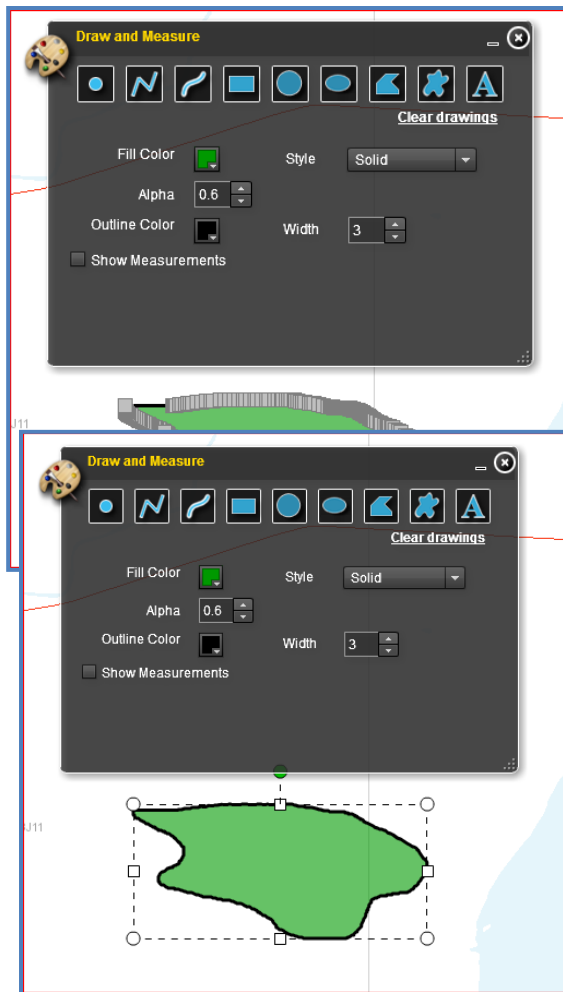 Draw and Measure
A
Clear drawings
Fill Color Style Solid
Alpha 0.6
Outline Color Width 3
Show Measurements
J11
Draw and Measure
A
Clear drawings
Fill Color Style Solid
Alpha 0.6
Outline Color Width 3
Show Measurements
J11